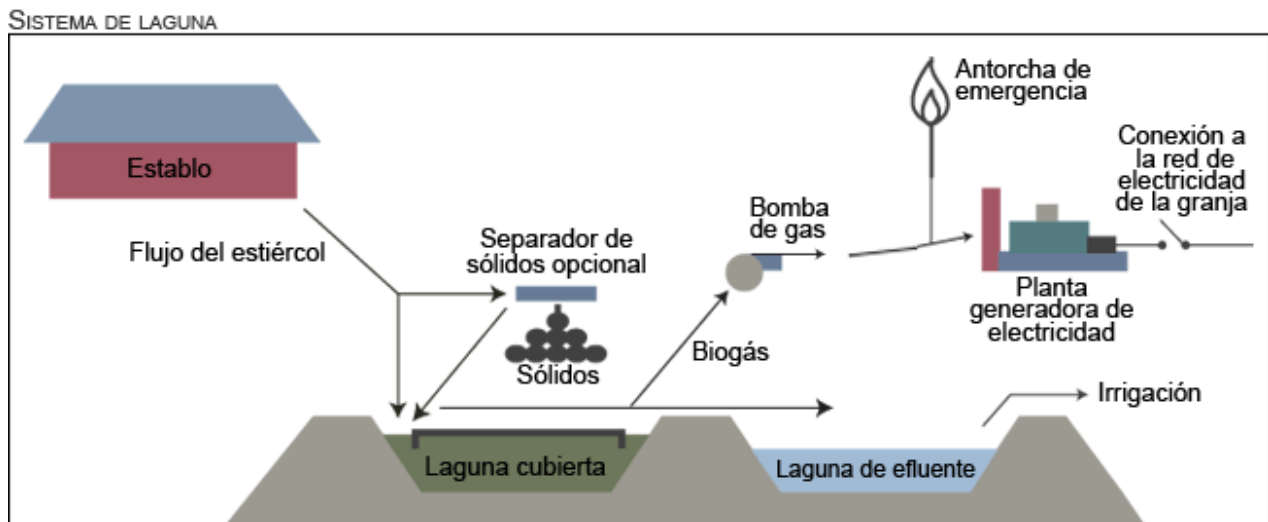 SISTEMA DE LAGUNA
Establo
Flujo del estiércol
Separador de
sólidos opcional
Sólidos
Bomba
de gas
Biogás
Antorcha de
emergencia
Conexión a
la red de
electricidad
de la granja
Planta
generadora de
electricidad
Irrigación
Laguna cubierta
Laguna de efluente